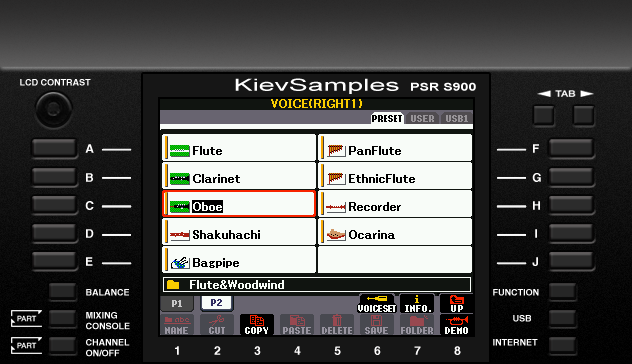 LCD CONTRAST
KievSamples PSR S900
TAB
VOICE(RIGHT1)
PRESET USER USB1
A Flute PanFlute F
B Clarinet EthnicFlute G
C Oboe Recorder H
D Shakuhachi Ocarina I
E Bagpipe J
Flute&Woodwind
BALANCE P1 P2 VOICESET INFO. UP FUNCTION
PART MIXING CONSOLE NAME CUT COPY PASTE DELETE SAVE FOLDER DEMO USB
PART CHANNEL ON/OFF INTERNET
1 2 3 4 5 6 7 8